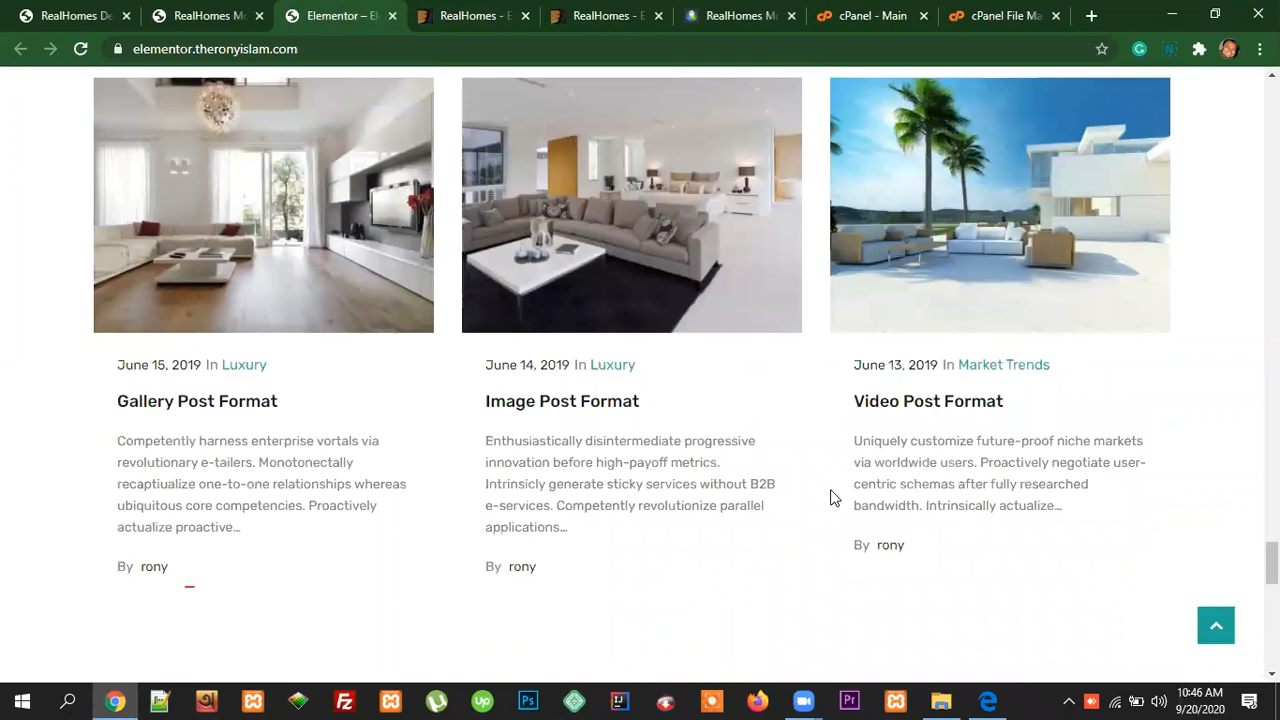 RealHomes De
RealHomes Mo
Elementor – El
RealHomes - E
RealHomes - E
RealHomes Mo
cPanel - Main
cPanel File Ma
elementor.theronyislam.com
June 15, 2019 In Luxury
Gallery Post Format
Competently harness enterprise vortals via
revolutionary e-tailers. Monotonectally
recaptiualize one-to-one relationships whereas
ubiquitous core competencies. Proactively
actualize proactive…
By rony
June 14, 2019 In Luxury
Image Post Format
Enthusiastically disintermediate progressive
innovation before high-payoff metrics.
Intrinsicly generate sticky services without B2B
e-services. Competently revolutionize parallel
applications…
By rony
June 13, 2019 In Market Trends
Video Post Format
Uniquely customize future-proof niche markets
via worldwide users. Proactively negotiate user-
centric schemas after fully researched
bandwidth. Intrinsically actualize…
By rony
10:46 AM
9/20/2020